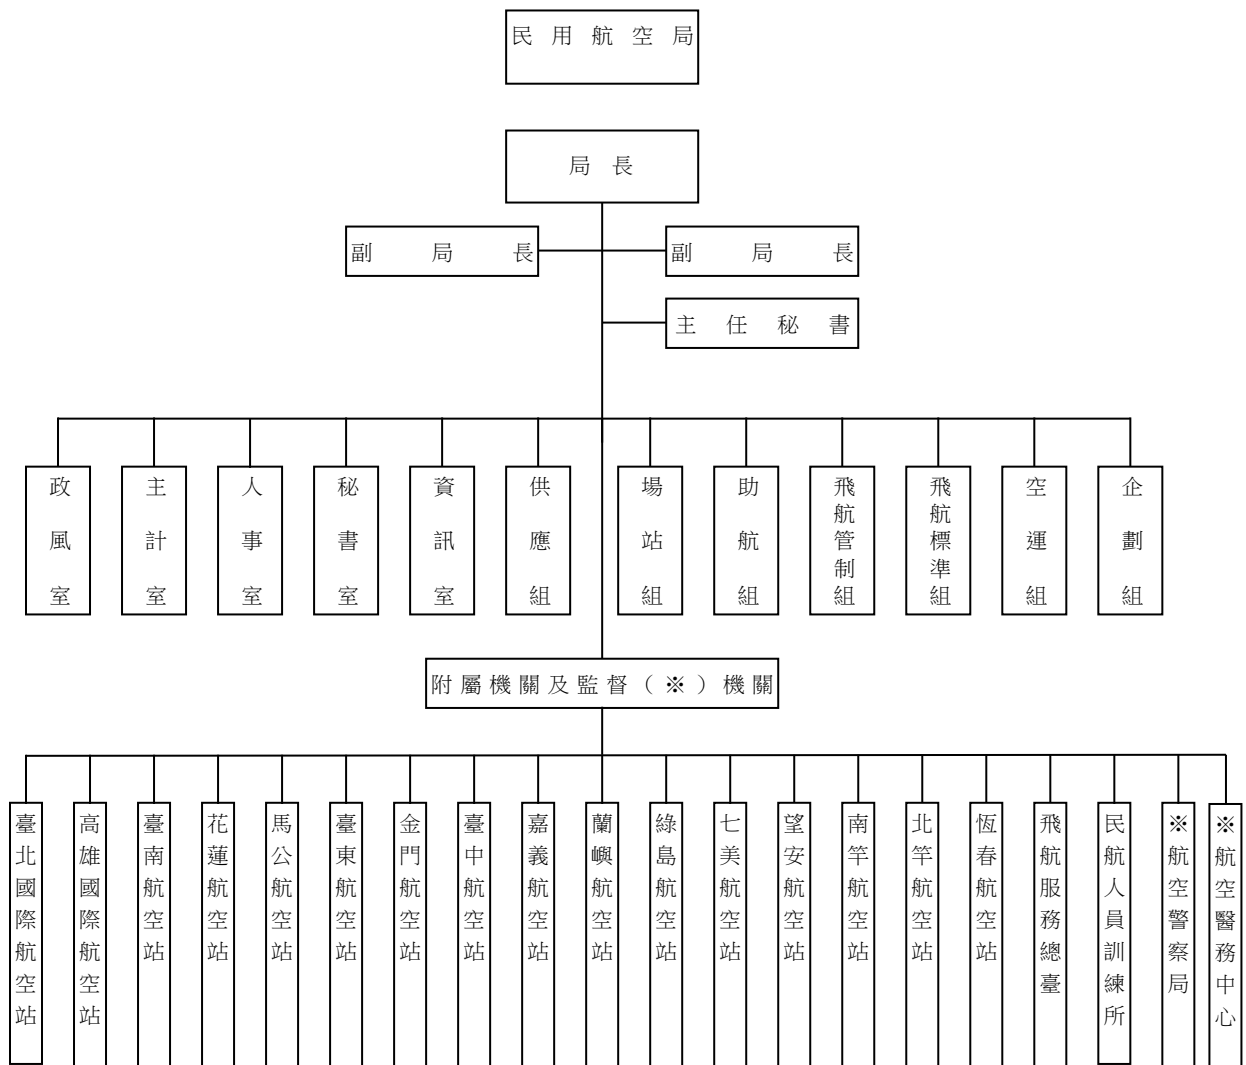 民用航空局
局長
副局長
副局長
主任秘書
政風室
主計室
人事室
秘書室
資訊室
供應組
場站組
助航組
飛航管制組
飛航標準組
空運組
企劃組
附屬機關及監督（※）機關
臺北國際航空站
高雄國際航空站
臺南航空站
花蓮航空站
馬公航空站
臺東航空站
金門航空站
臺中航空站
嘉義航空站
蘭嶼航空站
綠島航空站
七美航空站
望安航空站
南竿航空站
北竿航空站
恆春航空站
飛航服務總臺
民航人員訓練所
※航空警察局
※航空醫務中心